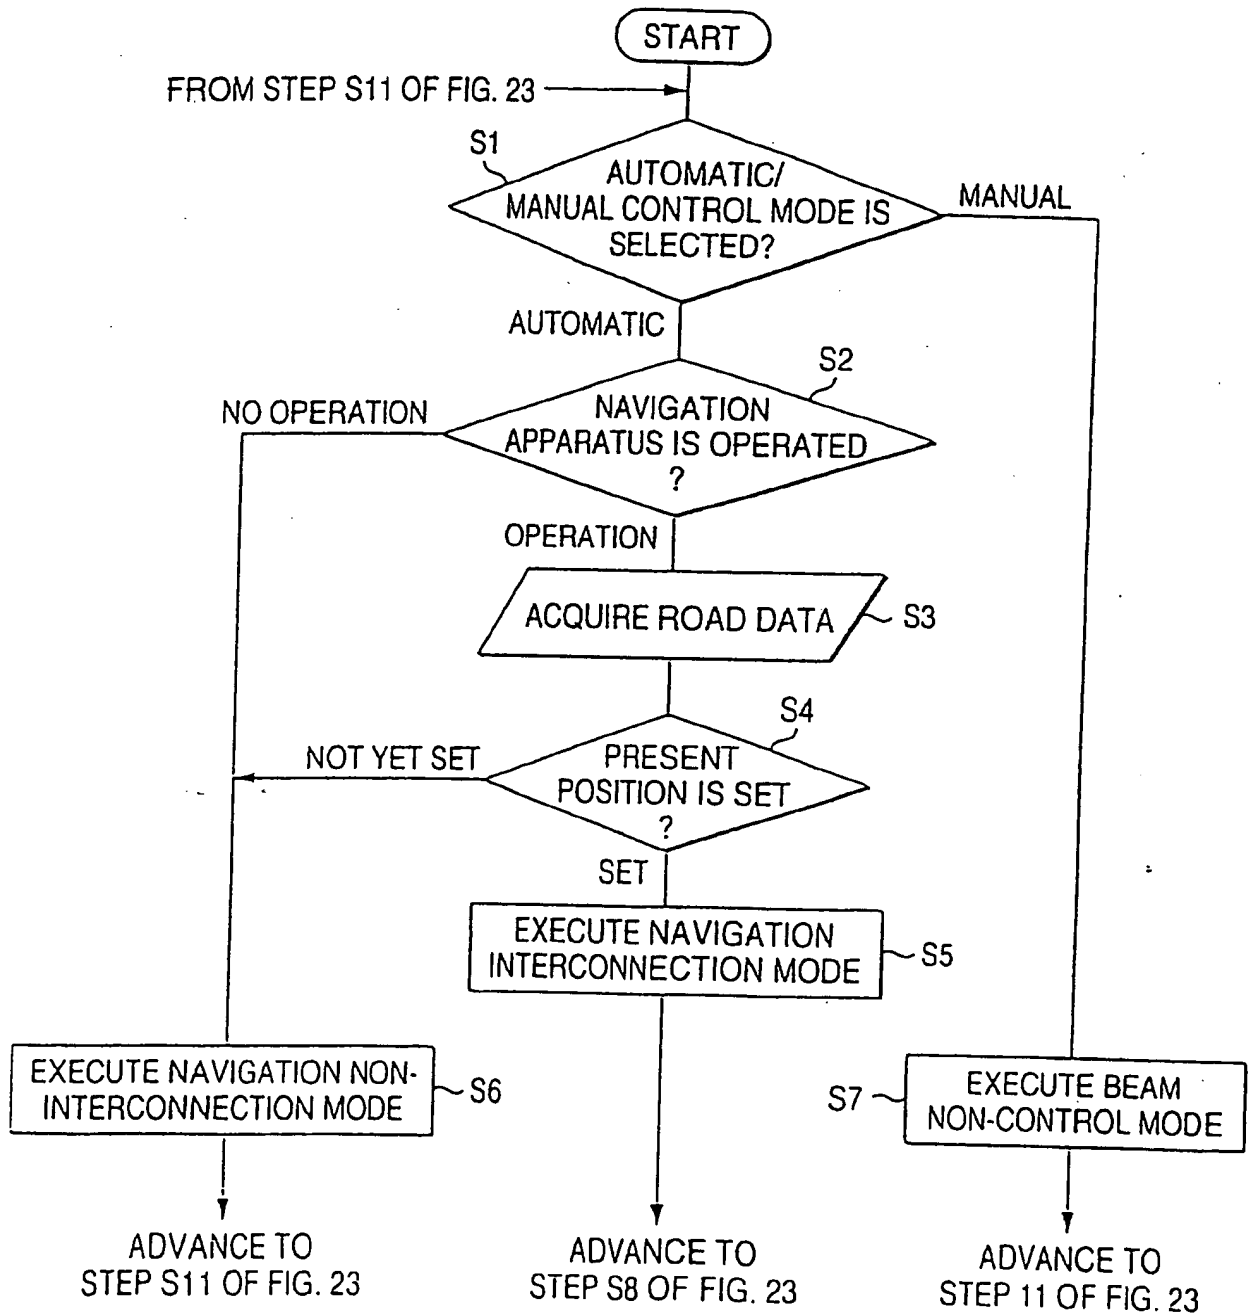 START
FROM STEP S11 OF FIG. 23
S1
AUTOMATIC/
MANUAL CONTROL MODE IS
SELECTED?
MANUAL
AUTOMATIC
S2
NO OPERATION
NAVIGATION
APPARATUS IS OPERATED
?
OPERATION
ACQUIRE ROAD DATA
S3
S4
NOT YET SET
PRESENT
POSITION IS SET
?
SET
EXECUTE NAVIGATION
INTERCONNECTION MODE
S5
EXECUTE NAVIGATION NON-
INTERCONNECTION MODE
S6
S7
EXECUTE BEAM
NON-CONTROL MODE
ADVANCE TO
STEP S11 OF FIG. 23
ADVANCE TO
STEP S8 OF FIG. 23
ADVANCE TO
STEP 11 OF FIG. 23